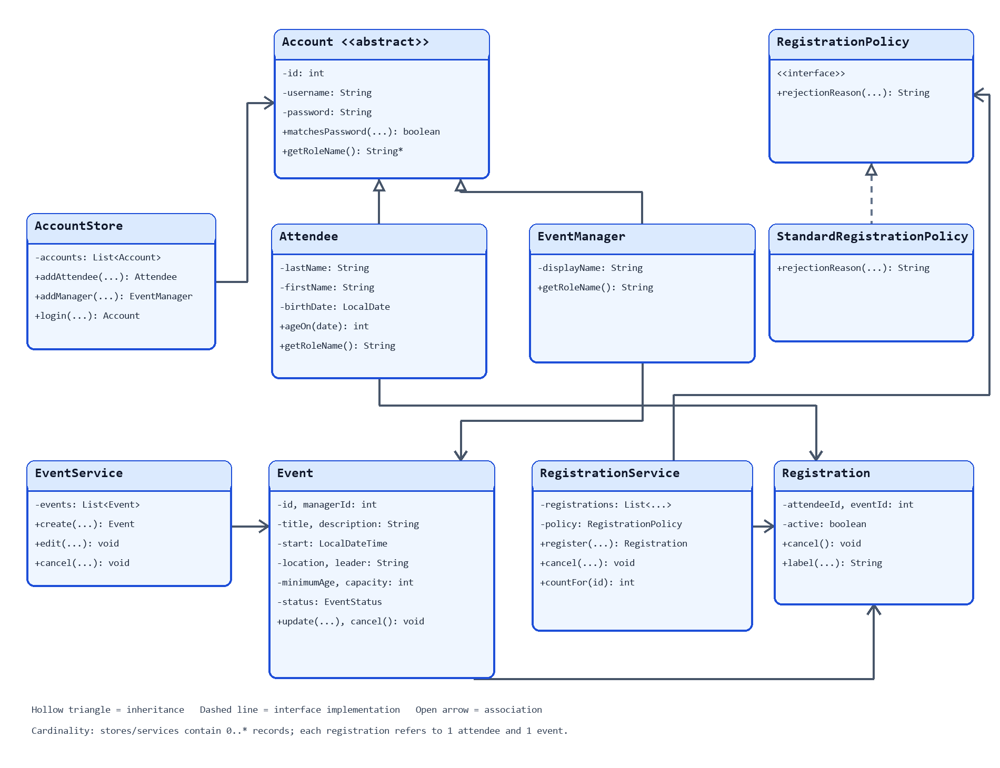 Account <<abstract>>
-id: int
-username: String
-password: String
+matchesPassword(...): boolean
+getRoleName(): String*
RegistrationPolicy
<<interface>>
+rejectionReason(...): String
AccountStore
-accounts: List<Account>
+addAttendee(...): Attendee
+addManager(...): EventManager
+login(...): Account
Attendee
-lastName: String
-firstName: String
-birthDate: LocalDate
+ageOn(date): int
+getRoleName(): String
EventManager
-displayName: String
+getRoleName(): String
StandardRegistrationPolicy
+rejectionReason(...): String
EventService
-events: List<Event>
+create(...): Event
+edit(...): void
+cancel(...): void
Event
-id, managerId: int
-title, description: String
-start: LocalDateTime
-location, leader: String
-minimumAge, capacity: int
-status: EventStatus
+update(...), cancel(): void
RegistrationService
-registrations: List<...>
-policy: RegistrationPolicy
+register(...): Registration
+cancel(...): void
+countFor(id): int
Registration
-attendeeId, eventId: int
-active: boolean
+cancel(): void
+label(...): String
Hollow triangle = inheritance   Dashed line = interface implementation   Open arrow = association
Cardinality: stores/services contain 0..* records; each registration refers to 1 attendee and 1 event.